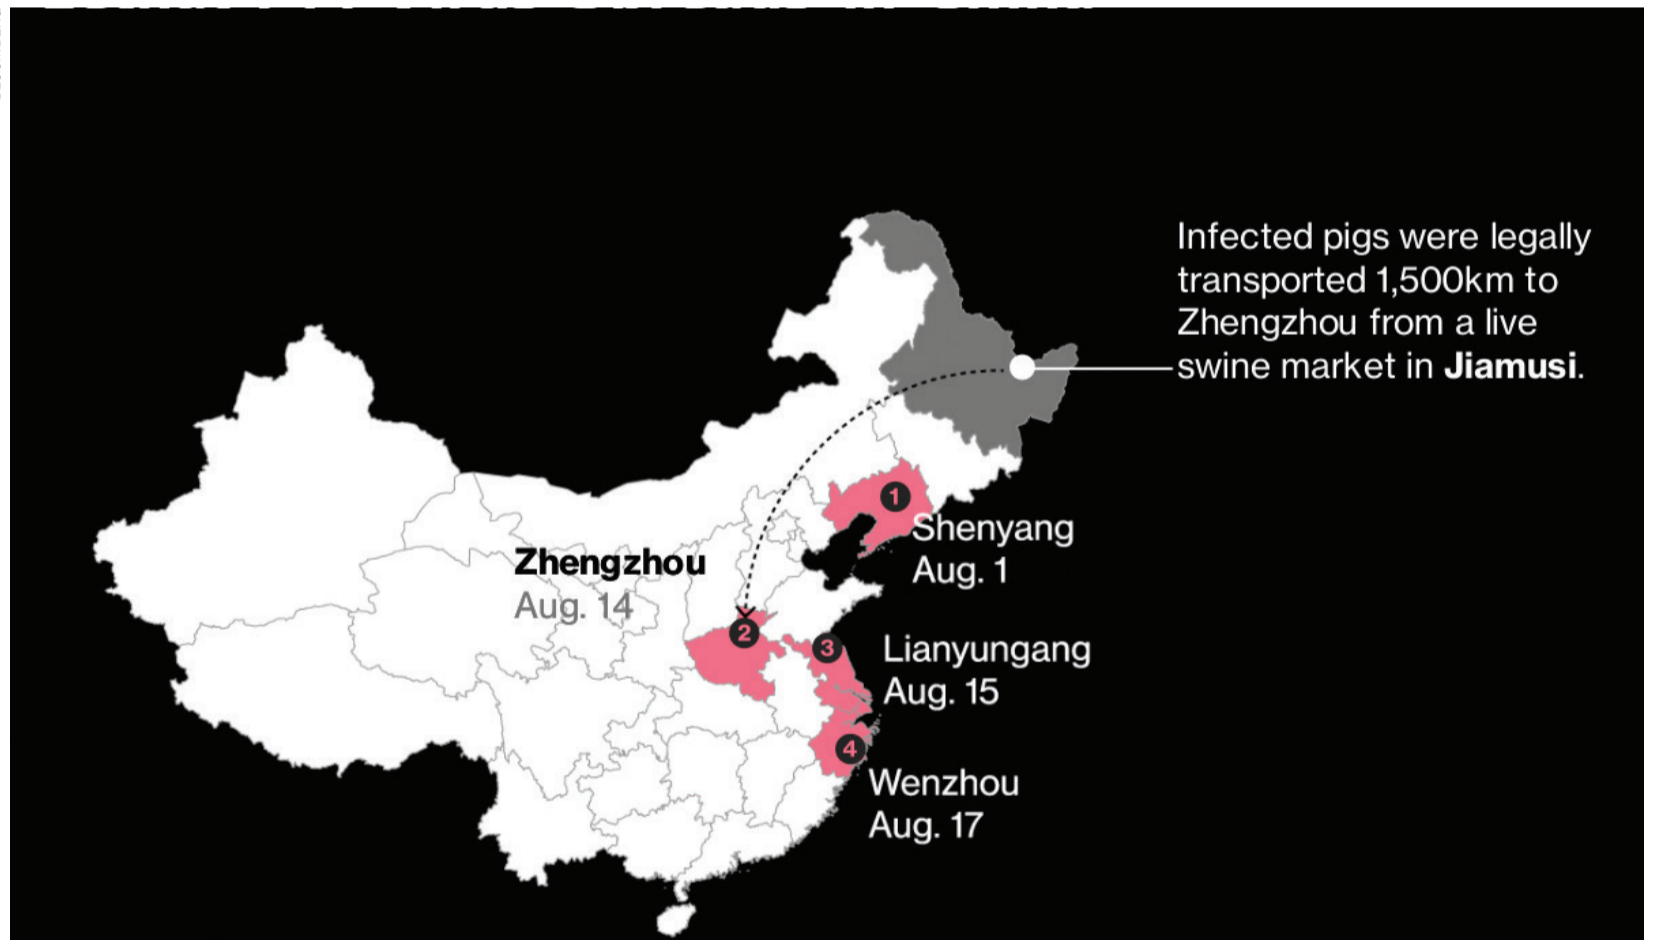 Infected pigs were legally
transported 1,500km to
Zhengzhou from a live
swine market in Jiamusi.
1
Shenyang
Aug. 1
Zhengzhou
Aug. 14
2
3
Lianyungang
Aug. 15
4
Wenzhou
Aug. 17